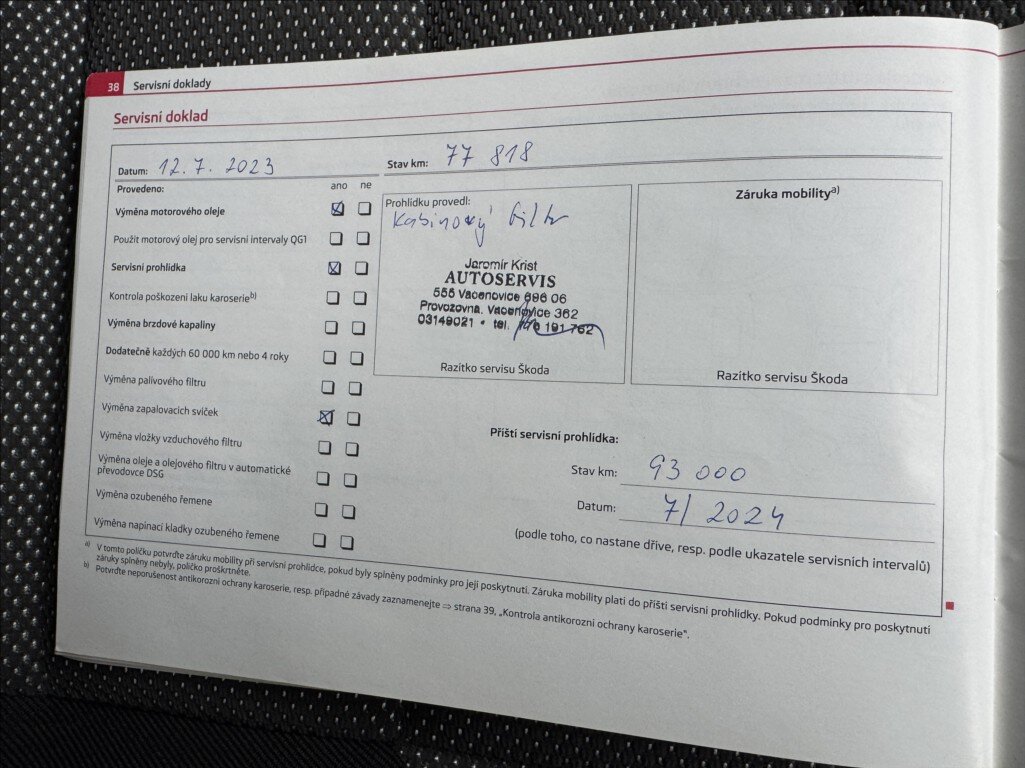 38 Servisní doklady
Servisní doklad
Datum: 12. 7. 2023
Stav km: 77 818
Provedeno: ano ne
Výměna motorového oleje
Použit motorový olej pro servisní intervaly QG1
Servisní prohlídka
Kontrola poškození laku karoserie b)
Výměna brzdové kapaliny
Dodatečně každých 60 000 km nebo 4 roky
Výměna palivového filtru
Výměna zapalovacích svíček
Výměna vložky vzduchového filtru
Výměna oleje a olejového filtru v automatické
převodovce DSG
Výměna ozubeného řemene
Výměna napínací kladky ozubeného řemene
Prohlídku provedl:
Kabinový filtr
Jaromír Krist
AUTOSERVIS
555 Vacenovice 696 06
Provozovna. Vacenovice 362
03149021 • tel.
Razítko servisu Škoda
Záruka mobility a)
Razítko servisu Škoda
Příští servisní prohlídka:
Stav km: 93 000
Datum: 7/ 2024
(podle toho, co nastane dříve, resp. podle ukazatele servisních intervalů)
a) V tomto políčku potvrďte záruku mobility při servisní prohlídce, pokud byly splněny podmínky pro její poskytnutí. Záruka mobility platí do příští servisní prohlídky. Pokud podmínky pro poskytnutí
záruky splněny nebyly, políčko proškrtněte.
b) Potvrďte neporušenost antikorozní ochrany karoserie, resp. případné závady zaznamenejte ⇒ strana 39, „Kontrola antikorozní ochrany karoserie".